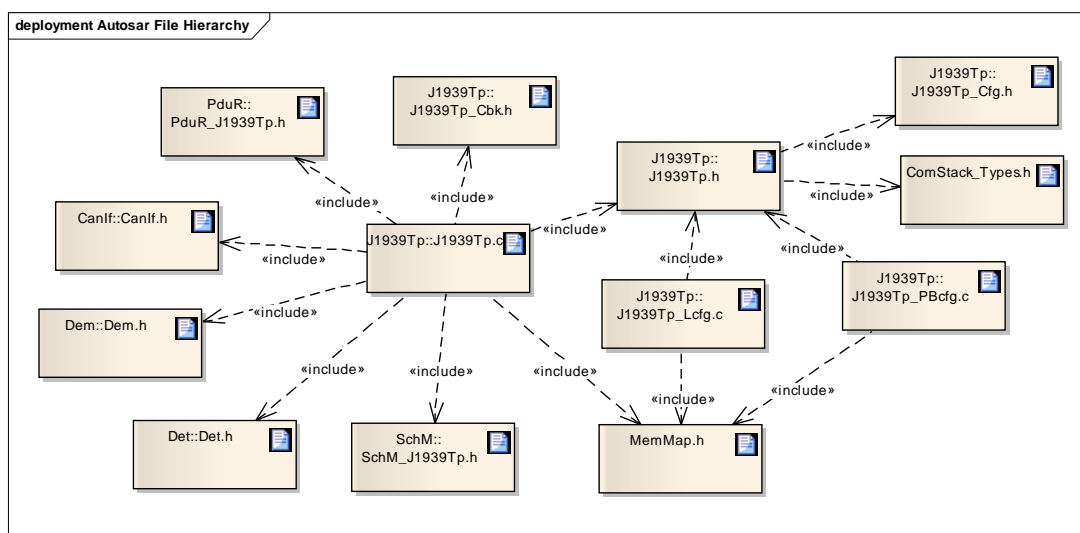 deployment Autosar File Hierarchy
J1939Tp::
J1939Tp_Cfg.h
PduR::
PduR_J1939Tp.h
J1939Tp::
J1939Tp_Cbk.h
«include»
J1939Tp::
J1939Tp.h
ComStack_Types.h
«include»
«include»
«include»
CanIf::CanIf.h
J1939Tp::J1939Tp.c
«include»
«include»
«include»
«include»
«include»
J1939Tp::
J1939Tp_Lcfg.c
J1939Tp::
J1939Tp_PBcfg.c
Dem::Dem.h
«include»
«include»
«include»
«include»
«include»
«include»
«include»
Det::Det.h
SchM::
SchM_J1939Tp.h
MemMap.h